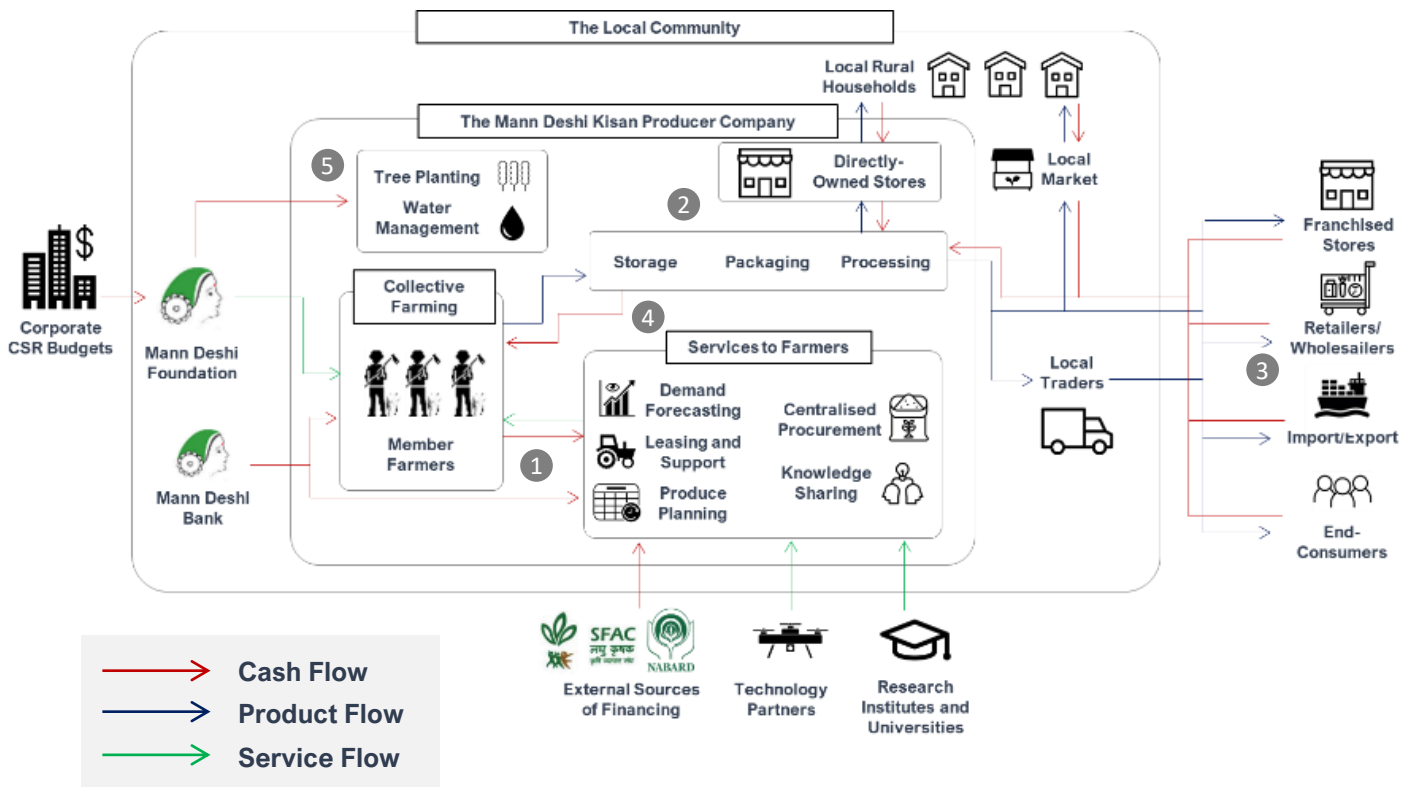 The Local Community
Local Rural
Households
The Mann Deshi Kisan Producer Company
5
Tree Planting
Water
Management
Directly-
Owned Stores
Local
Market
2
Storage
Packaging
Processing
Franchised
Stores
Corporate
CSR Budgets
Mann Deshi
Foundation
Collective
Farming
4
Services to Farmers
Retailers/
Wholesailers
3
Local
Traders
Demand
Forecasting
Centralised
Procurement
Leasing and
Support
Member
Farmers
1
Knowledge
Sharing
Produce
Planning
Import/Export
Mann Deshi
Bank
End-
Consumers
SFAC
लघु कृषक
NABARD
External Sources
of Financing
Technology
Partners
Research
Institutes and
Universities
Cash Flow
Product Flow
Service Flow